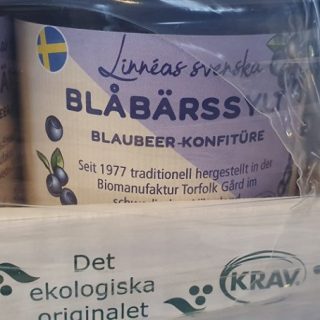 Linnéas svenska
BLÅBÄRSSYLT
BLAUBEER-KONFITÜRE
Seit 1977 traditionell hergestellt in der
Biomanufaktur Torfolk Gård im
Det
ekologiska
originalet
KRAV